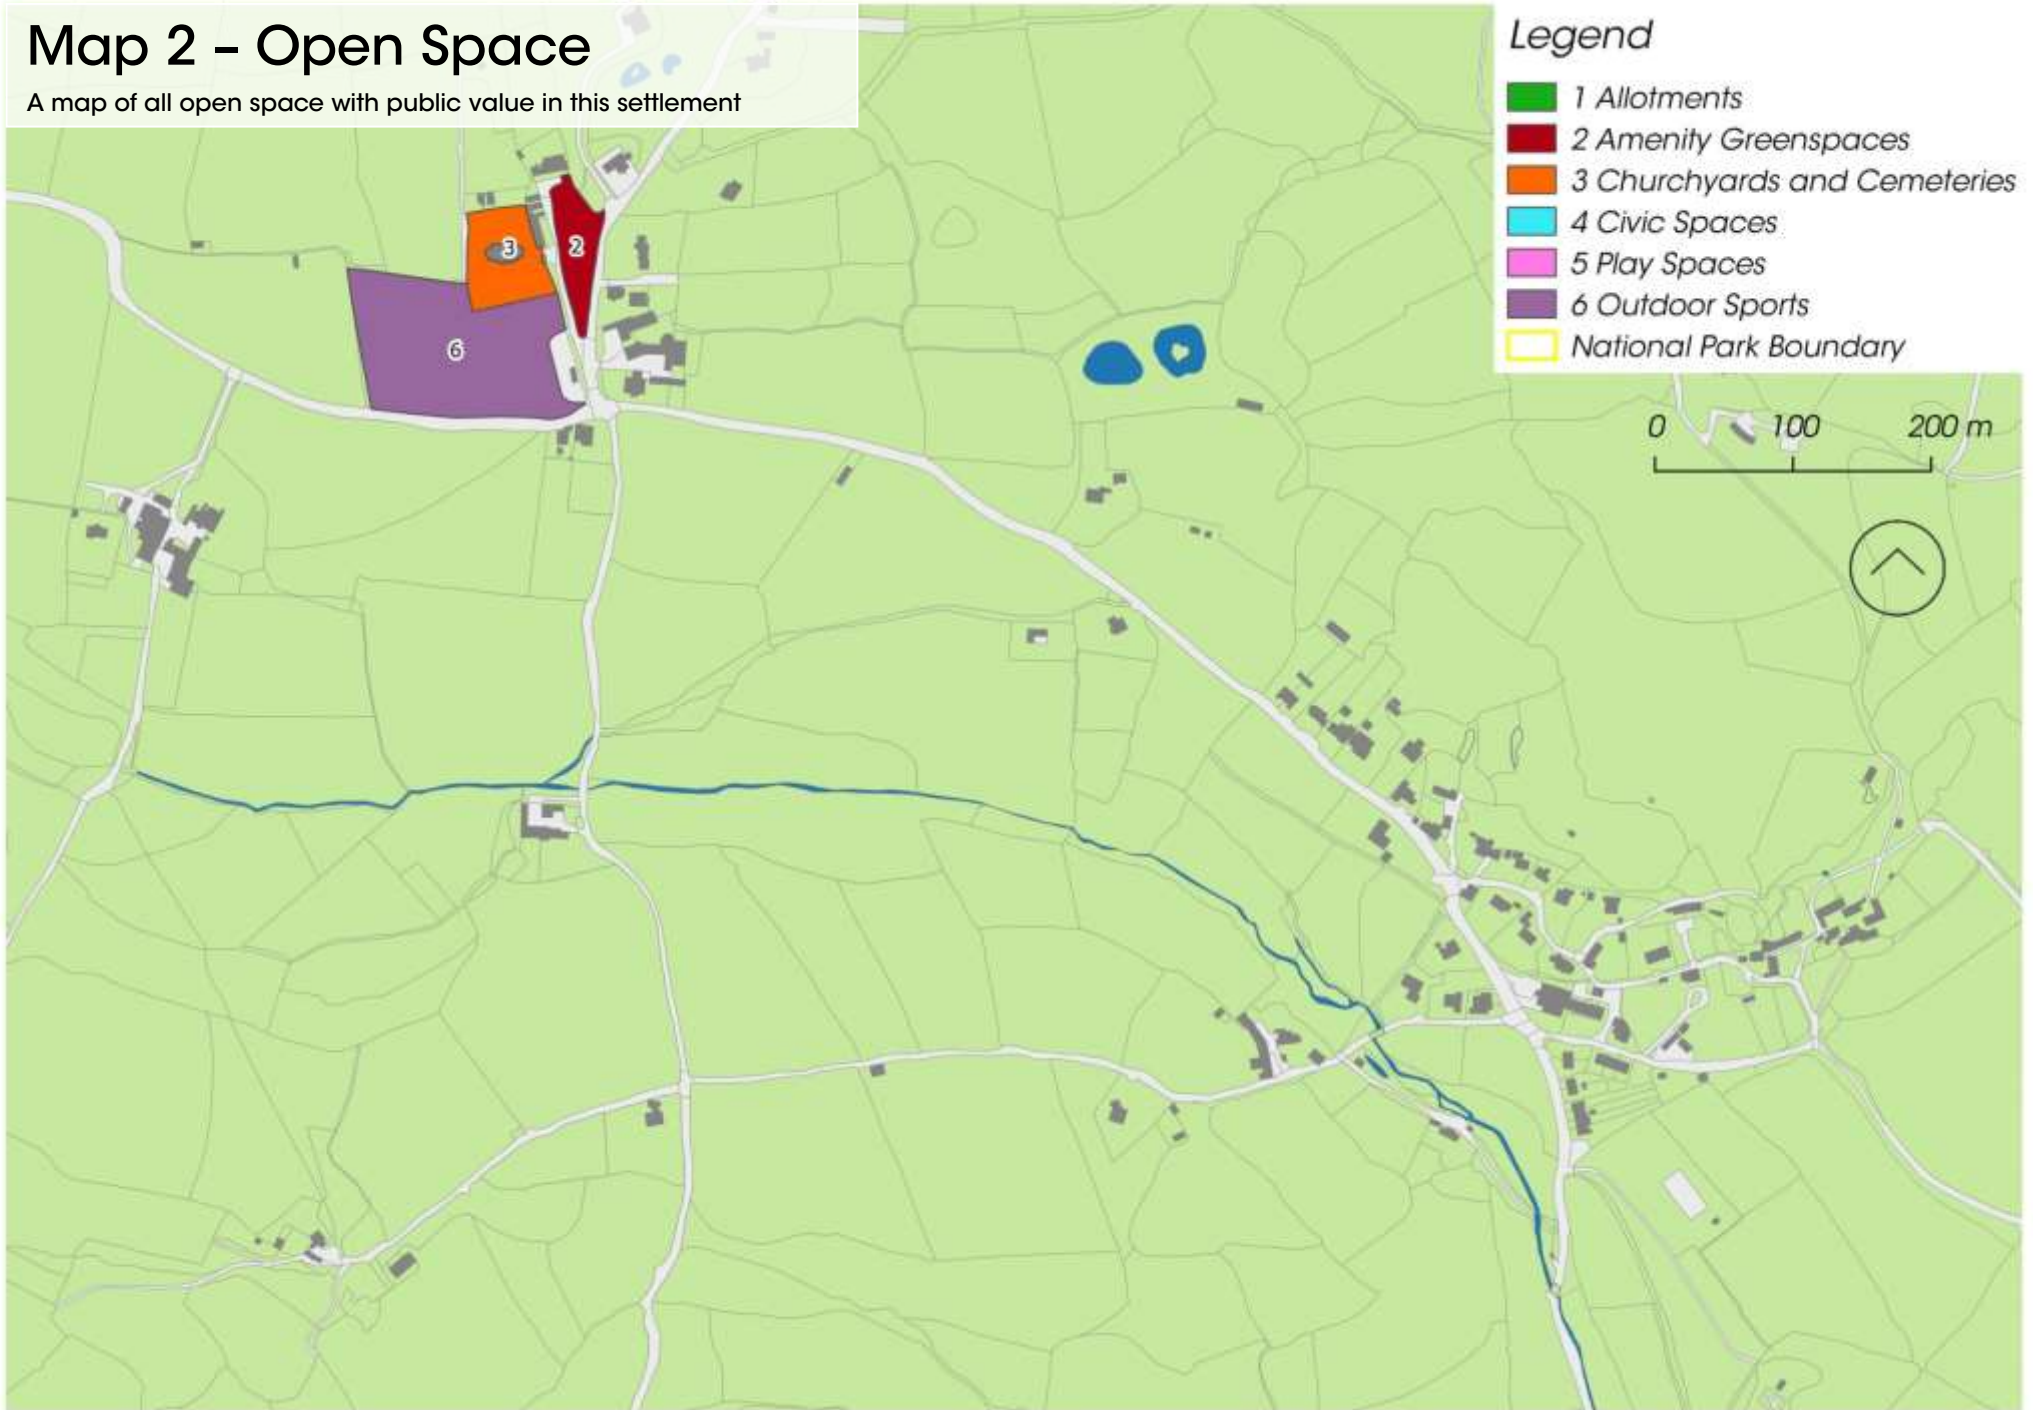 Map 2 – Open Space
A map of all open space with public value in this settlement
Legend
1 Allotments
2 Amenity Greenspaces
3 Churchyards and Cemeteries
4 Civic Spaces
5 Play Spaces
6 Outdoor Sports
National Park Boundary
0 100 200 m
3
2
6